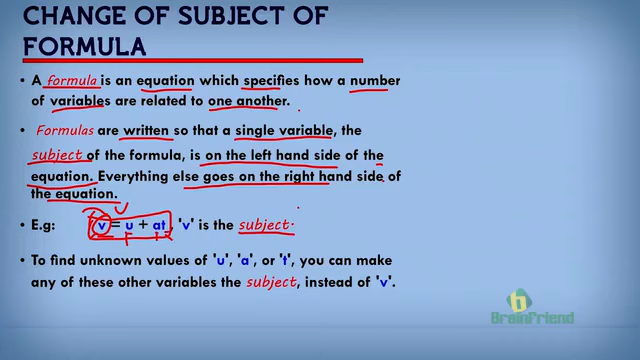 CHANGE OF SUBJECT OF
FORMULA
• A formula is an equation which specifies how a number
of variables are related to one another.
• Formulas are written so that a single variable, the
subject of the formula, is on the left hand side of the
equation. Everything else goes on the right hand side of
the equation.
• E.g: v = u + at, 'v' is the subject.
• To find unknown values of 'u', 'a', or 't', you can make
any of these other variables the subject, instead of 'v'.
b
BrainFriend